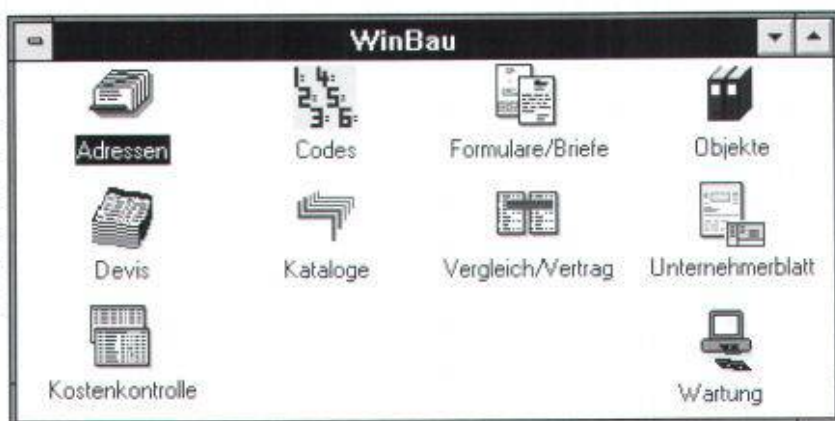 WinBau
Adressen Codes Formulare/Briefe Objekte
Devis Kataloge Vergleich/Vertrag Unternehmerblatt
Kostenkontrolle Wartung